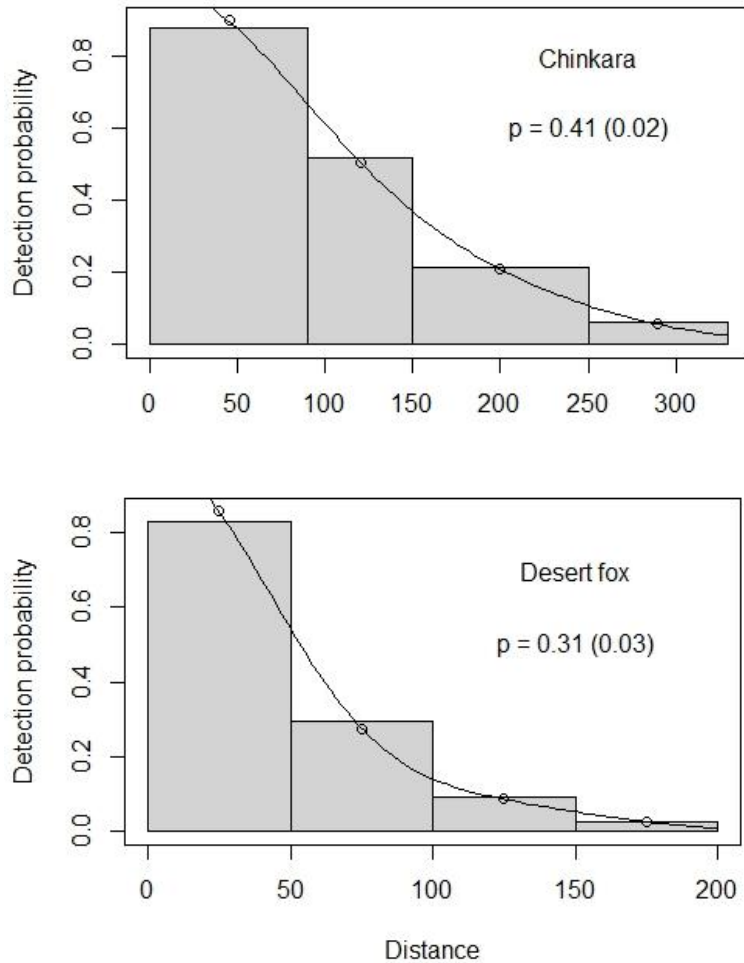 Detection probability
0.0 0.2 0.4 0.6 0.8
Chinkara
p = 0.41 (0.02)
0 50 100 150 200 250 300
Detection probability
0.0 0.2 0.4 0.6 0.8
Desert fox
p = 0.31 (0.03)
0 50 100 150 200
Distance